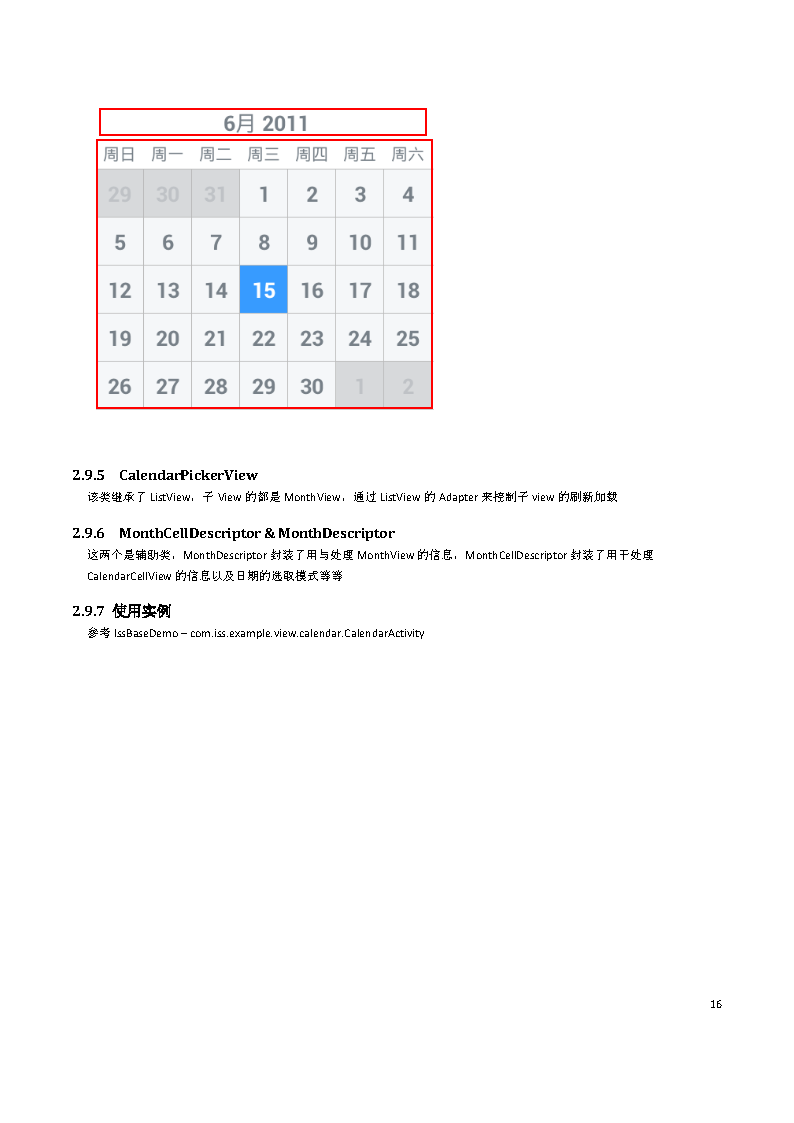 6月 2011
周日 周一 周二 周三 周四 周五 周六
29 30 31 1 2 3 4
5 6 7 8 9 10 11
12 13 14 15 16 17 18
19 20 21 22 23 24 25
26 27 28 29 30 1 2
2.9.5 CalendarPickerView
该类继承了 ListView，子 View 的都是 MonthView，通过 ListView 的 Adapter 来控制子 view 的刷新加载
2.9.6 MonthCellDescriptor & MonthDescriptor
这两个是辅助类，MonthDescriptor 封装了用与处理 MonthView 的信息，MonthCellDescriptor 封装了用于处理
CalendarCellView 的信息以及日期的选取模式等等
2.9.7 使用实例
参考 IssBaseDemo – com.iss.example.view.calendar.CalendarActivity
16